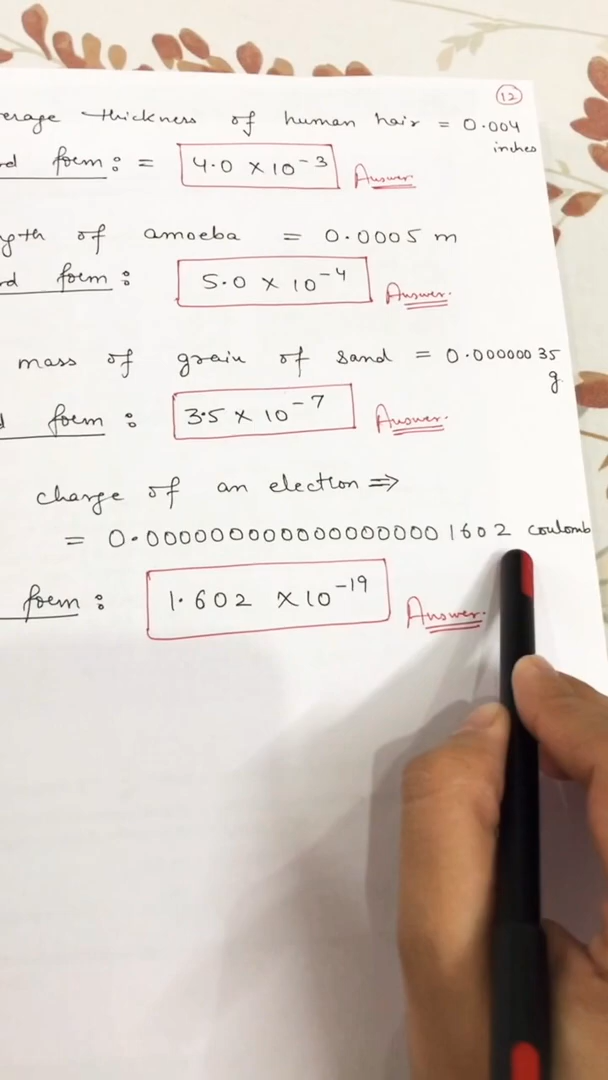 12
erage thickness of human hair = 0.004
inches
rd form : = 4.0 × 10⁻³ Answer
gth of amoeba = 0.0005 m
rd form : 5.0 × 10⁻⁴ Answer.
mass of grain of sand = 0.00000035
g
d form : 3.5 × 10⁻⁷ Answer.
charge of an election ⇒
= 0.0000000000000000001602 coulomb
form : 1.602 × 10⁻¹⁹ Answer.